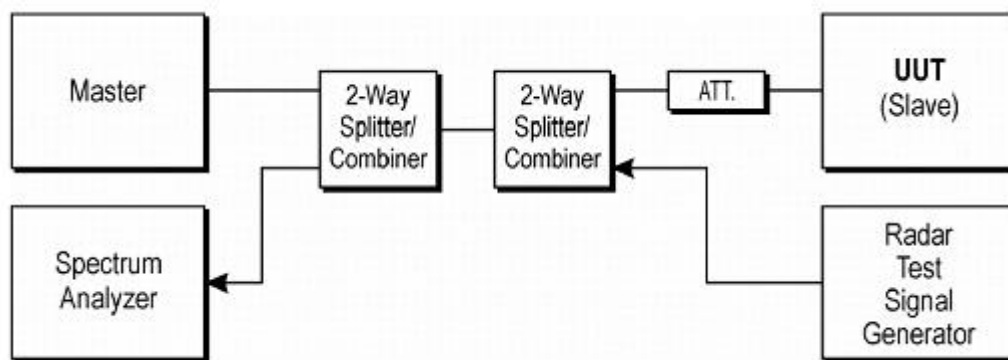 Master
2-Way
Splitter/
Combiner
2-Way
Splitter/
Combiner
ATT.
UUT
(Slave)
Spectrum
Analyzer
Radar
Test
Signal
Generator